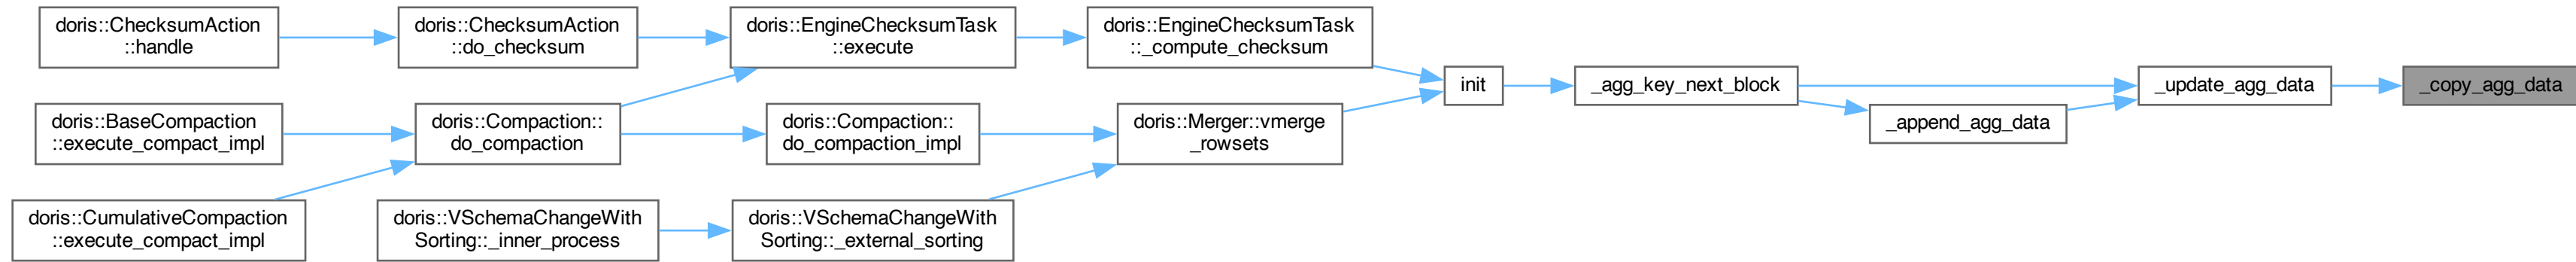 doris::ChecksumAction
::handle
doris::ChecksumAction
::do_checksum
doris::EngineChecksumTask
::execute
doris::EngineChecksumTask
::_compute_checksum
init
_agg_key_next_block
_update_agg_data
_copy_agg_data
_append_agg_data
doris::BaseCompaction
::execute_compact_impl
doris::Compaction::
do_compaction
doris::Compaction::
do_compaction_impl
doris::Merger::vmerge
_rowsets
doris::CumulativeCompaction
::execute_compact_impl
doris::VSchemaChangeWith
Sorting::_inner_process
doris::VSchemaChangeWith
Sorting::_external_sorting